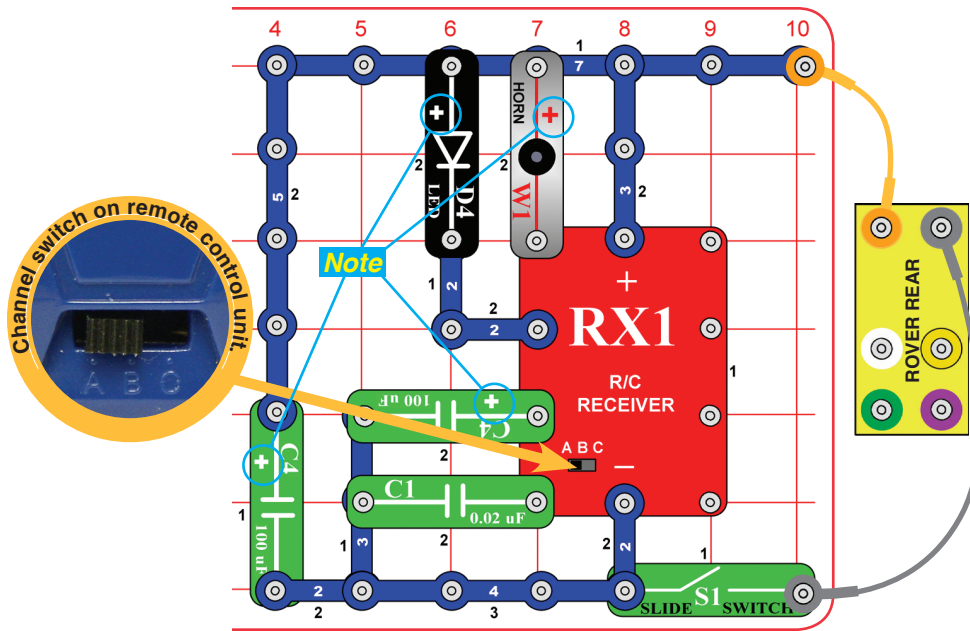 4 5 6 7 8 9 10
1
7
HORN
+
+
2
2
5
2
3
2
D4
LED
W1
Channel switch on remote control unit.
A B C
Note
1
2
2
2
+
RX1
R/C
RECEIVER
1
ROVER REAR
100 uF
+
C4
2
A B C
–
C4
+
100 uF
1
C1
0.02 uF
2
1
3
2
2
1
2
2
4
3
S1
SLIDE SWITCH